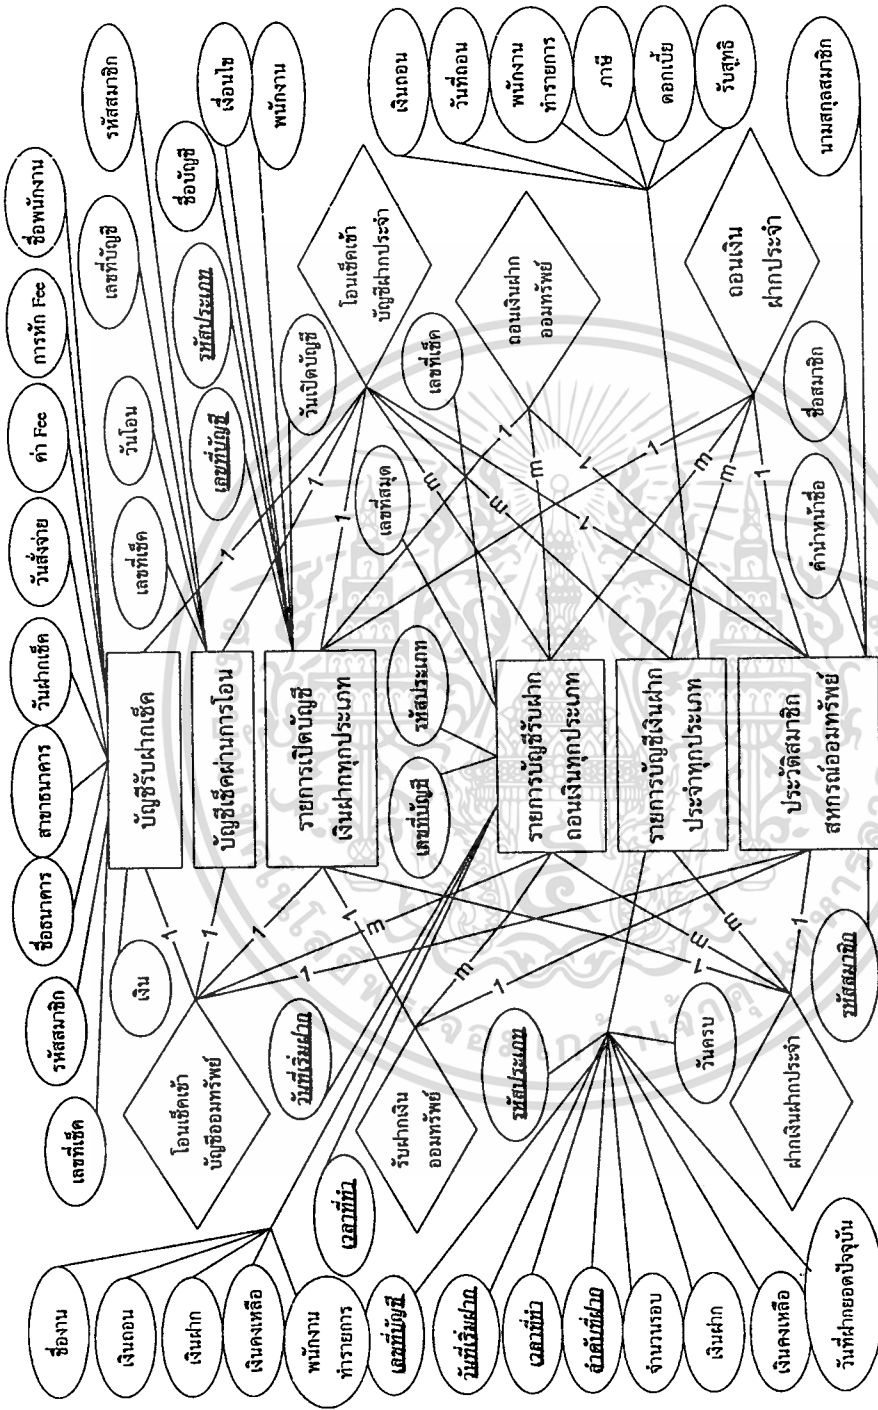 เลขที่เช็ค
รหัสสมาชิก
ชื่อธนาคาร
สาขาธนาคาร
วันฝากเช็ค
วันสั่งจ่าย
ค่า Fee
การหัก Fee
ชื่อพนักงาน
เงิน
บัญชีรับฝากเช็ค
เลขที่เช็ค
วันโอน
เลขที่บัญชี
รหัสสมาชิก
บัญชีเช็คผ่านการโอน
เลขที่บัญชี
รหัสประเภท
ชื่อบัญชี
เงื่อนไข
พนักงาน
วันเปิดบัญชี
รายการเปิดบัญชี
เงินฝากทุกประเภท
โอนเช็คเข้า
บัญชีออมทรัพย์
1
1
1
1
m
โอนเช็คเข้า
บัญชีฝากประจำ
1
1
1
m
m
1
ชื่องาน
เงินถอน
เงินฝาก
เงินคงเหลือ
พนักงาน
ทำรายการ
วันที่เริ่มฝาก
เวลาที่ทำ
เลขที่บัญชี
รหัสประเภท
เลขที่สมุด
เลขที่เช็ค
รายการบัญชีรับฝาก
ถอนเงินทุกประเภท
รับฝากเงิน
ออมทรัพย์
1
m
1
ถอนเงินฝาก
ออมทรัพย์
1
m
1
เลขที่บัญชี
วันที่เริ่มฝาก
เวลาที่ทำ
ลำดับที่ฝาก
จำนวนรอบ
เงินฝาก
เงินคงเหลือ
วันที่ฝากยอดปัจจุบัน
รหัสประเภท
วันครบ
รายการบัญชีเงินฝาก
ประจำทุกประเภท
เงินถอน
วันที่ถอน
พนักงาน
ทำรายการ
ภาษี
ดอกเบี้ย
รับสุทธิ
ฝากเงินฝากประจำ
1
m
m
1
ถอนเงิน
ฝากประจำ
1
m
m
1
ประวัติสมาชิก
สหกรณ์ออมทรัพย์
รหัสสมาชิก
คำนำหน้าชื่อ
ชื่อสมาชิก
นามสกุลสมาชิก